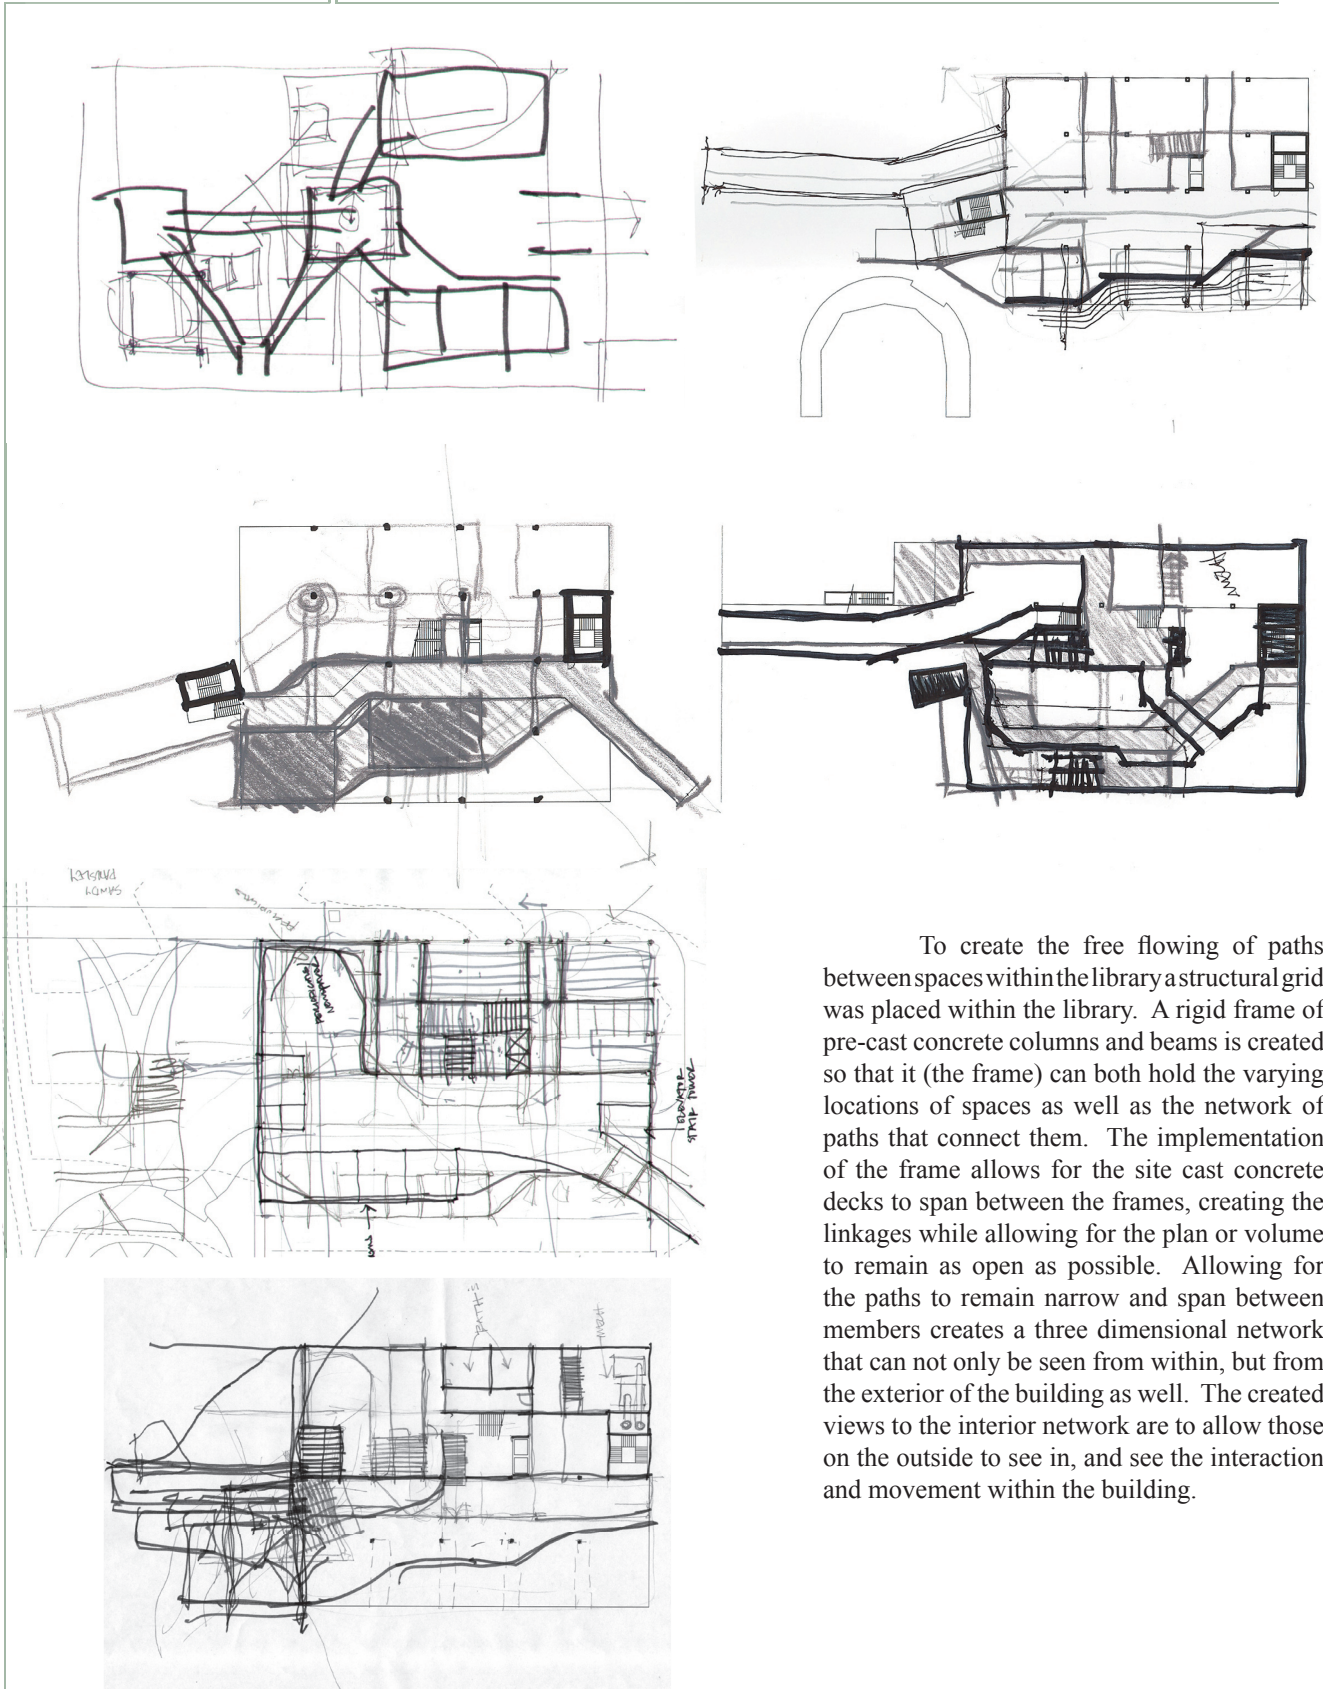 ELEVATOR
STAIR TOWER
To create the free flowing of paths
between spaces within the library a structural grid
was placed within the library. A rigid frame of
pre-cast concrete columns and beams is created
so that it (the frame) can both hold the varying
locations of spaces as well as the network of
paths that connect them. The implementation
of the frame allows for the site cast concrete
decks to span between the frames, creating the
linkages while allowing for the plan or volume
to remain as open as possible. Allowing for
the paths to remain narrow and span between
members creates a three dimensional network
that can not only be seen from within, but from
the exterior of the building as well. The created
views to the interior network are to allow those
on the outside to see in, and see the interaction
and movement within the building.